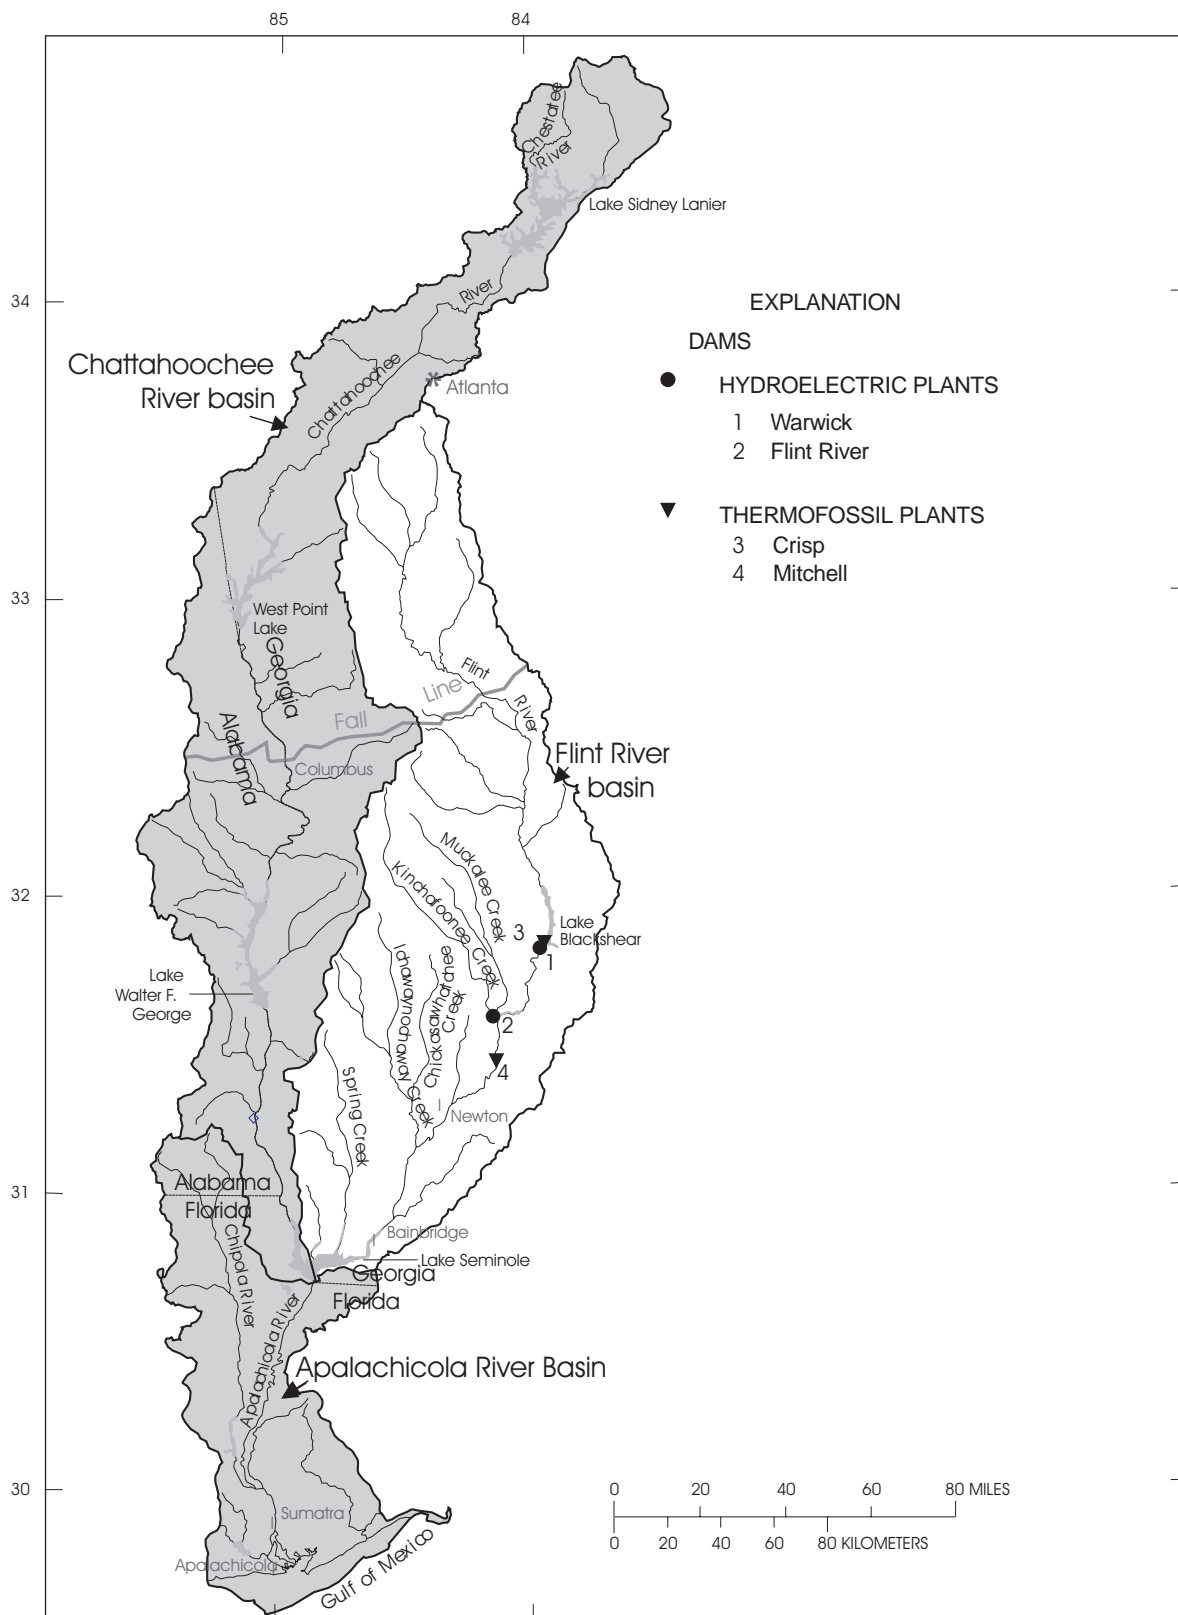 85
84
Chestatee
River
Lake Sidney Lanier
34
River
EXPLANATION
DAMS
HYDROELECTRIC PLANTS
1 Warwick
2 Flint River
THERMOFOSSIL PLANTS
3 Crisp
4 Mitchell
Chattahoochee
River basin
Chattahoochee
Atlanta
33
West Point
Lake
Georgia
Alabama
Flint
River
Fall
Line
Columbus
Flint River
basin
32
Muckalee Creek
Kinchafoonee Creek
3
Lake
Blackshear
1
Lake
Walter F.
George
Ichawaynochaway Creek
Chickasawhatchee
Creek
2
4
Spring Creek
Newton
31
Alabama
Florida
Chipola River
Bainbridge
Lake Seminole
Georgia
Florida
Apalachicola River
Apalachicola River Basin
30
Sumatra
Apalachicola
Gulf of Mexico
0 20 40 60 80 MILES
0 20 40 60 80 KILOMETERS